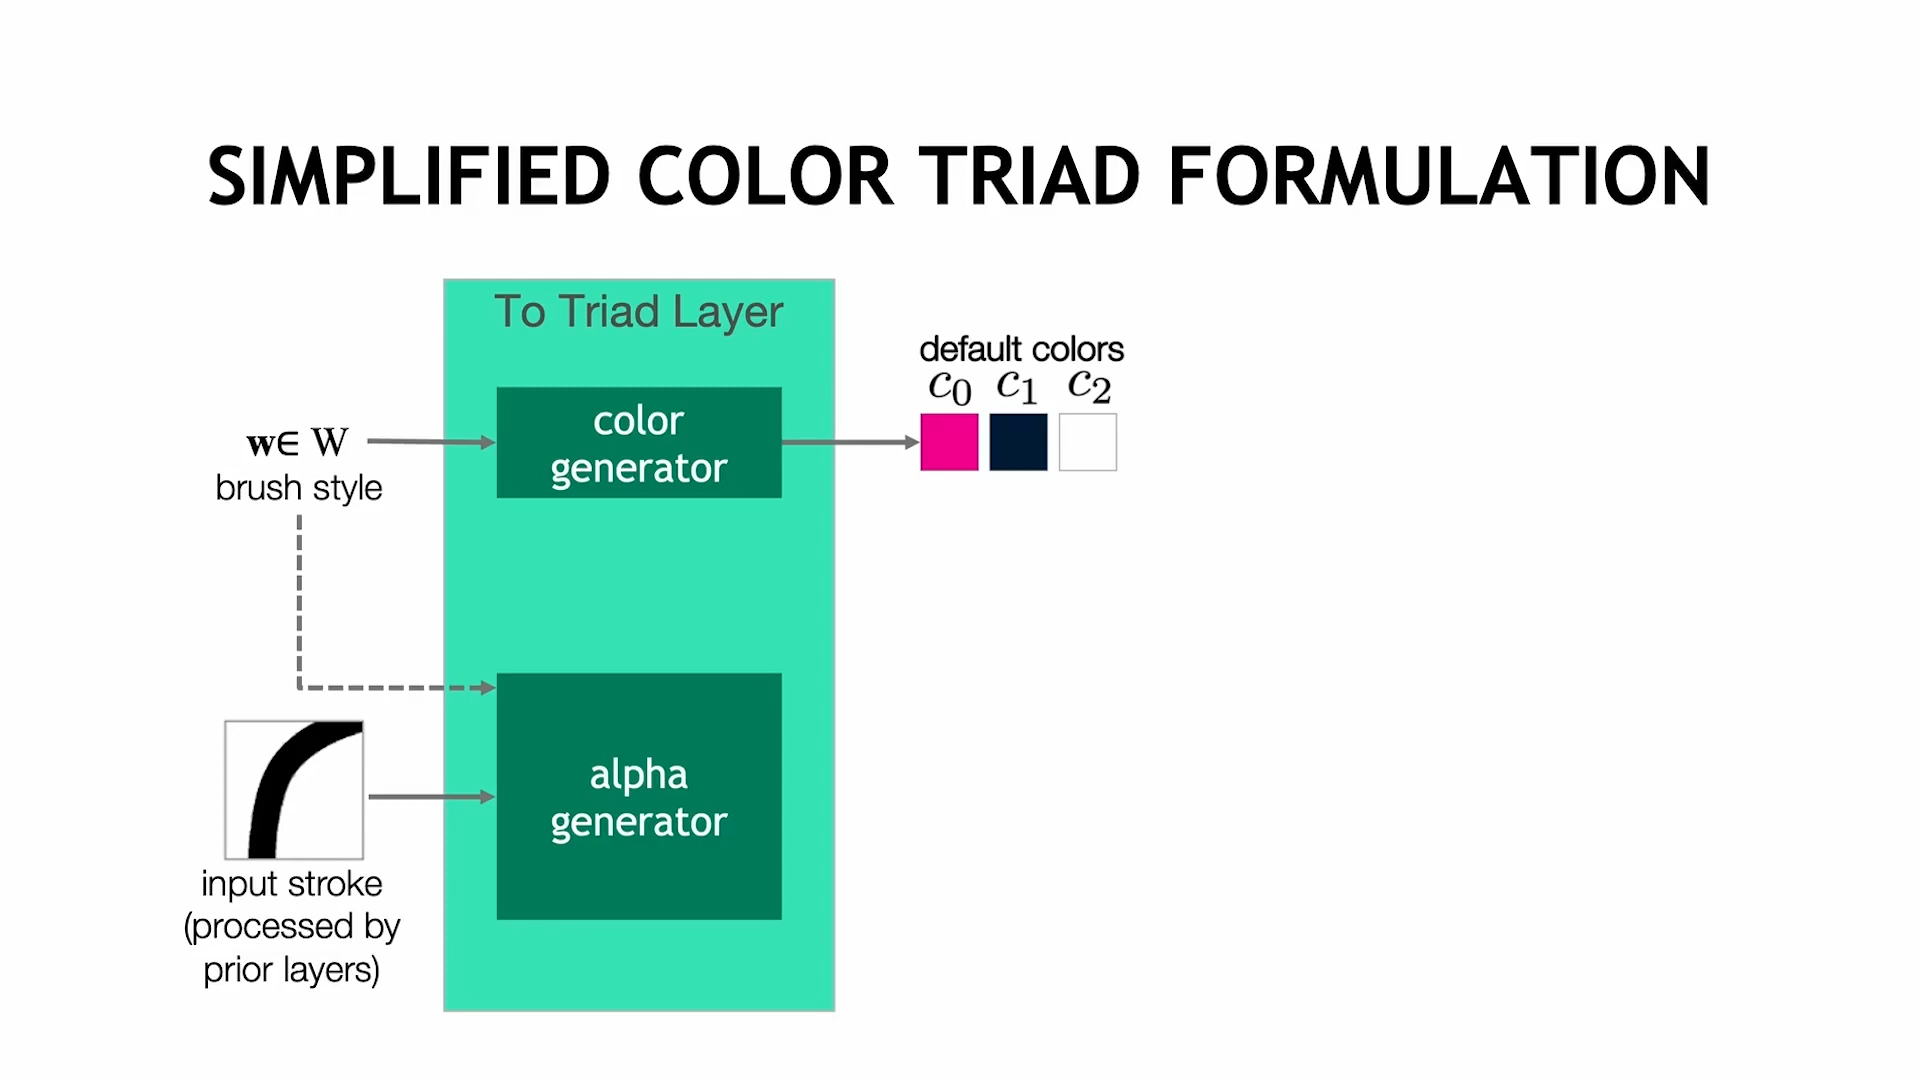 SIMPLIFIED COLOR TRIAD FORMULATION
To Triad Layer
default colors
c0 c1 c2
w∈ W
brush style
color
generator
alpha
generator
input stroke
(processed by
prior layers)